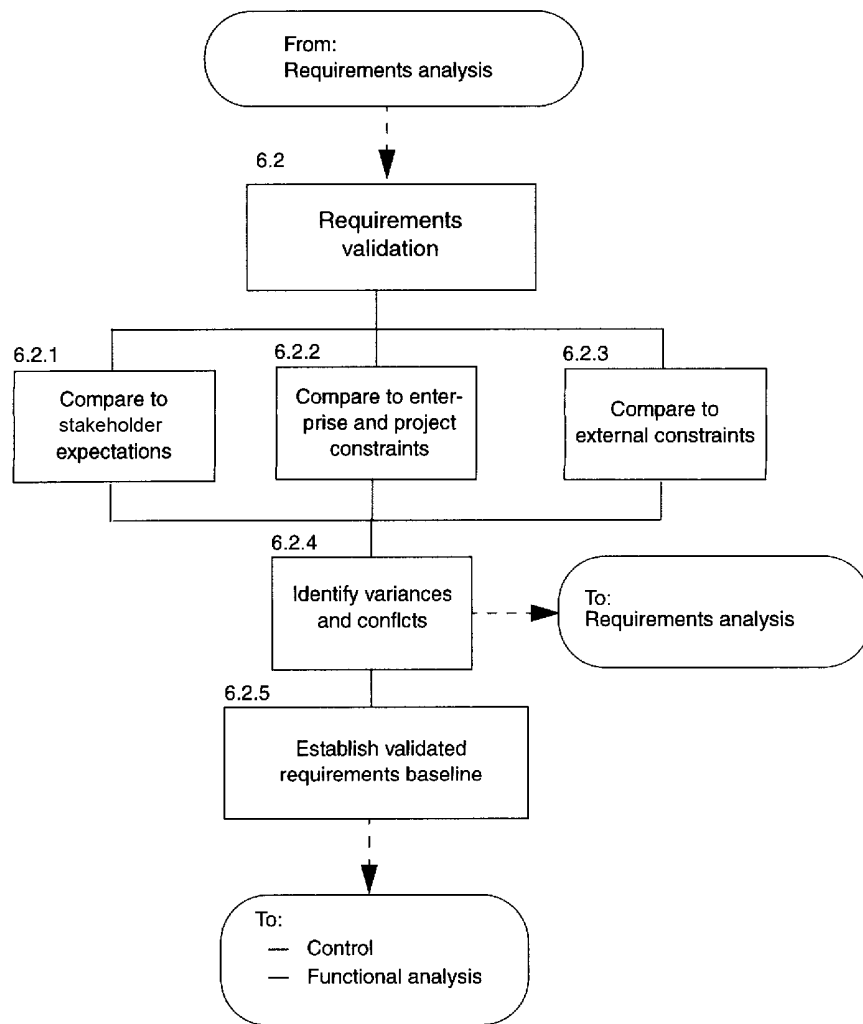 From:
Requirements analysis
6.2
Requirements
validation
6.2.1
Compare to
stakeholder
expectations
6.2.2
Compare to enter-
prise and project
constraints
6.2.3
Compare to
external constraints
6.2.4
Identify variances
and conflcts
To:
Requirements analysis
6.2.5
Establish validated
requirements baseline
To:
— Control
— Functional analysis